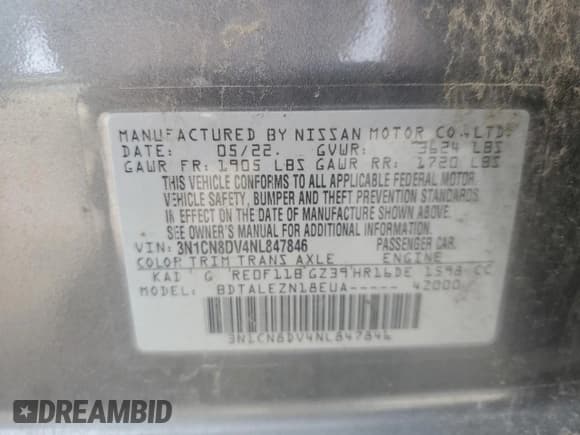 MANUFACTURED BY NISSAN MOTOR CO.,LTD.
DATE: 05/22. GVWR: 3624 LBS
GAWR FR: 1905 LBS GAWR RR: 1720 LBS
THIS VEHICLE CONFORMS TO ALL APPLICABLE FEDERAL MOTOR
VEHICLE SAFETY, BUMPER AND THEFT PREVENTION STANDARDS
IN EFFECT ON THE DATE OF MANUFACTURE SHOWN ABOVE.
SEE OWNER'S MANUAL FOR ADDITIONAL INFORMATION
VIN: 3N1CN8DV4NL847846 PASSENGER CAR.
COLOR TRIM TRANS AXLE ENGINE
KAI G RE0F11B GZ39 HR16DE 1598 CC
MODEL: BDTALEZN18EUA----- 42000
3N1CN8DV4NL847846
DREAMBID